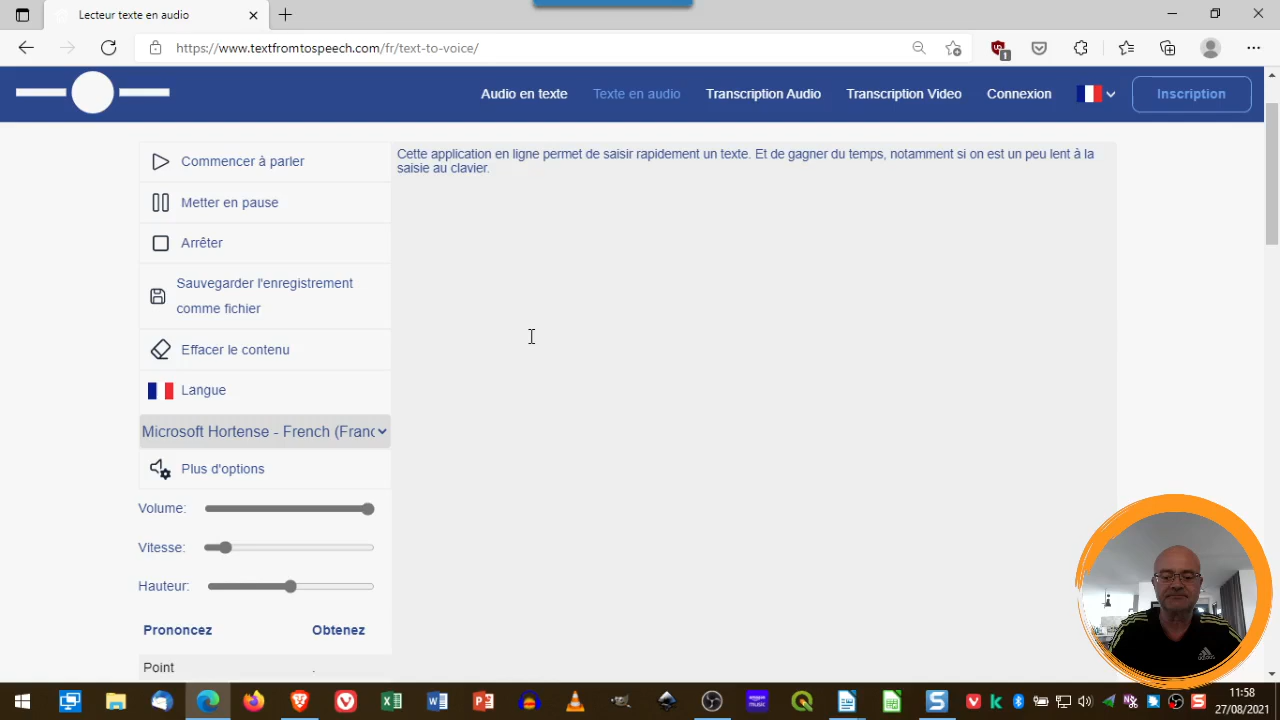 Lecteur texte en audio
https://www.textfromtospeech.com/fr/text-to-voice/
1
Audio en texte
Texte en audio
Transcription Audio
Transcription Video
Connexion
Inscription
Commencer à parler
Metter en pause
Arrêter
Sauvegarder l'enregistrement
comme fichier
Effacer le contenu
Langue
Microsoft Hortense - French (Franc
Plus d'options
Volume:
Vitesse:
Hauteur:
Prononcez Obtenez
Point .
Cette application en ligne permet de saisir rapidement un texte. Et de gagner du temps, notamment si on est un peu lent à la
saisie au clavier.
adidas
11:58
27/08/2021